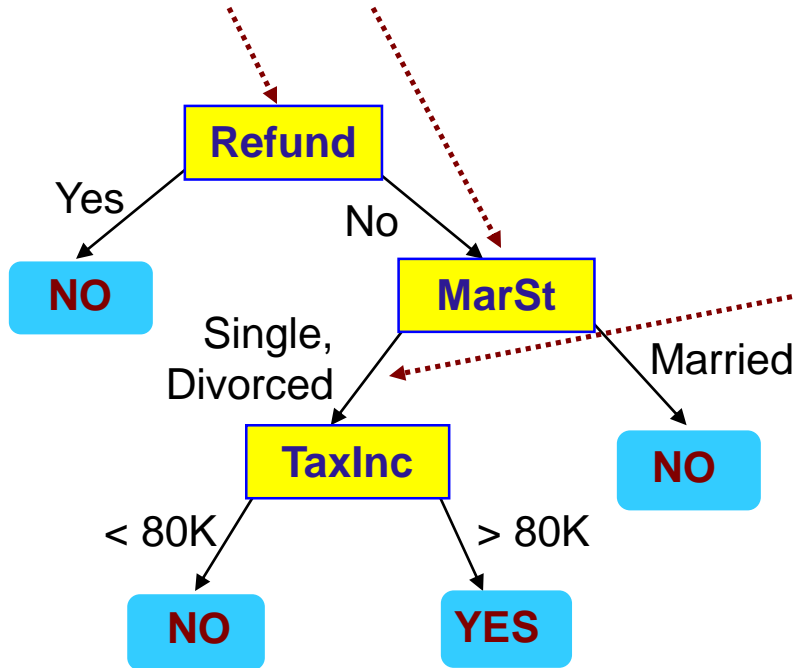 Refund
Yes
No
NO
MarSt
Single,
Divorced
Married
TaxInc
NO
< 80K
> 80K
NO
YES